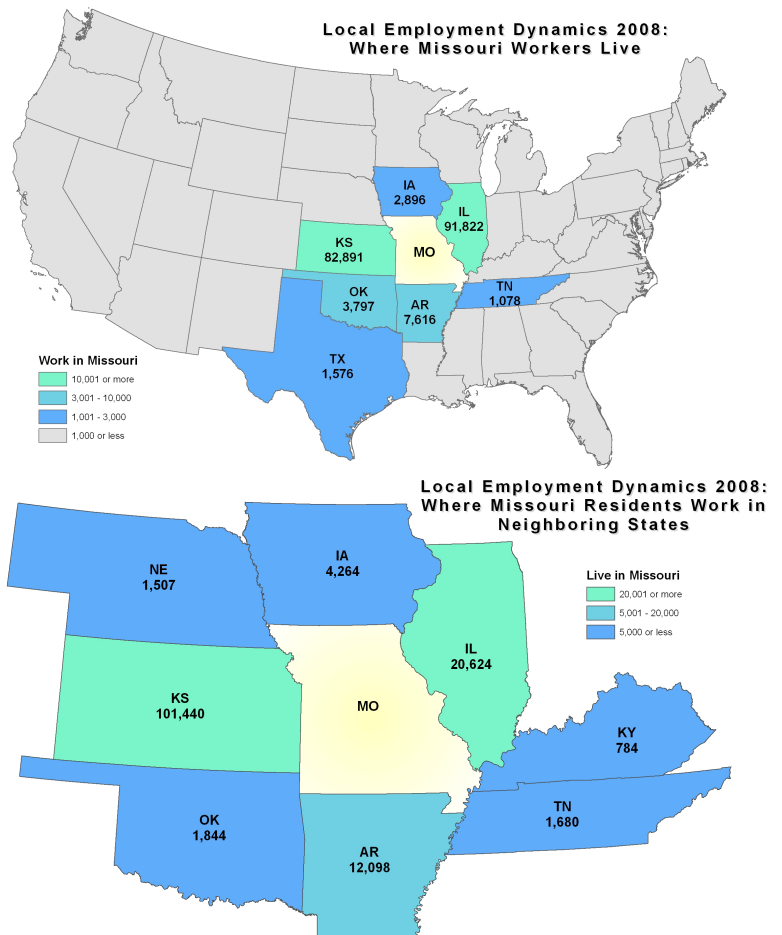 Local Employment Dynamics 2008:
Where Missouri Workers Live
IA
2,896
IL
91,822
KS
82,891
MO
OK
3,797
AR
7,616
TN
1,078
TX
1,576
Work in Missouri
10,001 or more
3,001 - 10,000
1,001 - 3,000
1,000 or less
Local Employment Dynamics 2008:
Where Missouri Residents Work in
Neighboring States
NE
1,507
IA
4,264
Live in Missouri
20,001 or more
5,001 - 20,000
5,000 or less
IL
20,624
KS
101,440
MO
KY
784
OK
1,844
TN
1,680
AR
12,098